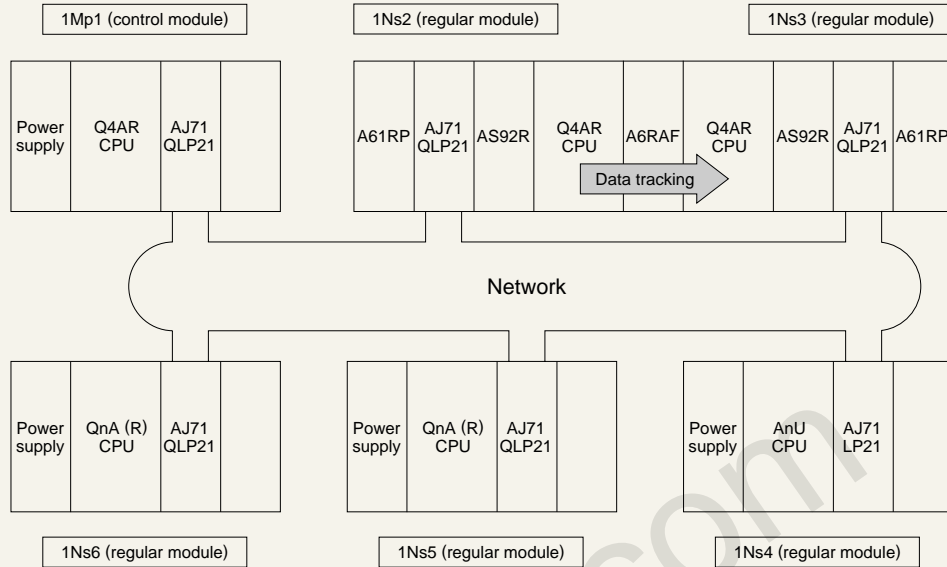 1Mp1 (control module)
1Ns2 (regular module)
1Ns3 (regular module)
Power
supply
Q4AR
CPU
AJ71
QLP21
A61RP
AJ71
QLP21
AS92R
Q4AR
CPU
A6RAF
Q4AR
CPU
AS92R
AJ71
QLP21
A61RP
Data tracking
Network
Power
supply
QnA (R)
CPU
AJ71
QLP21
Power
supply
QnA (R)
CPU
AJ71
QLP21
Power
supply
AnU
CPU
AJ71
LP21
1Ns6 (regular module)
1Ns5 (regular module)
1Ns4 (regular module)
com